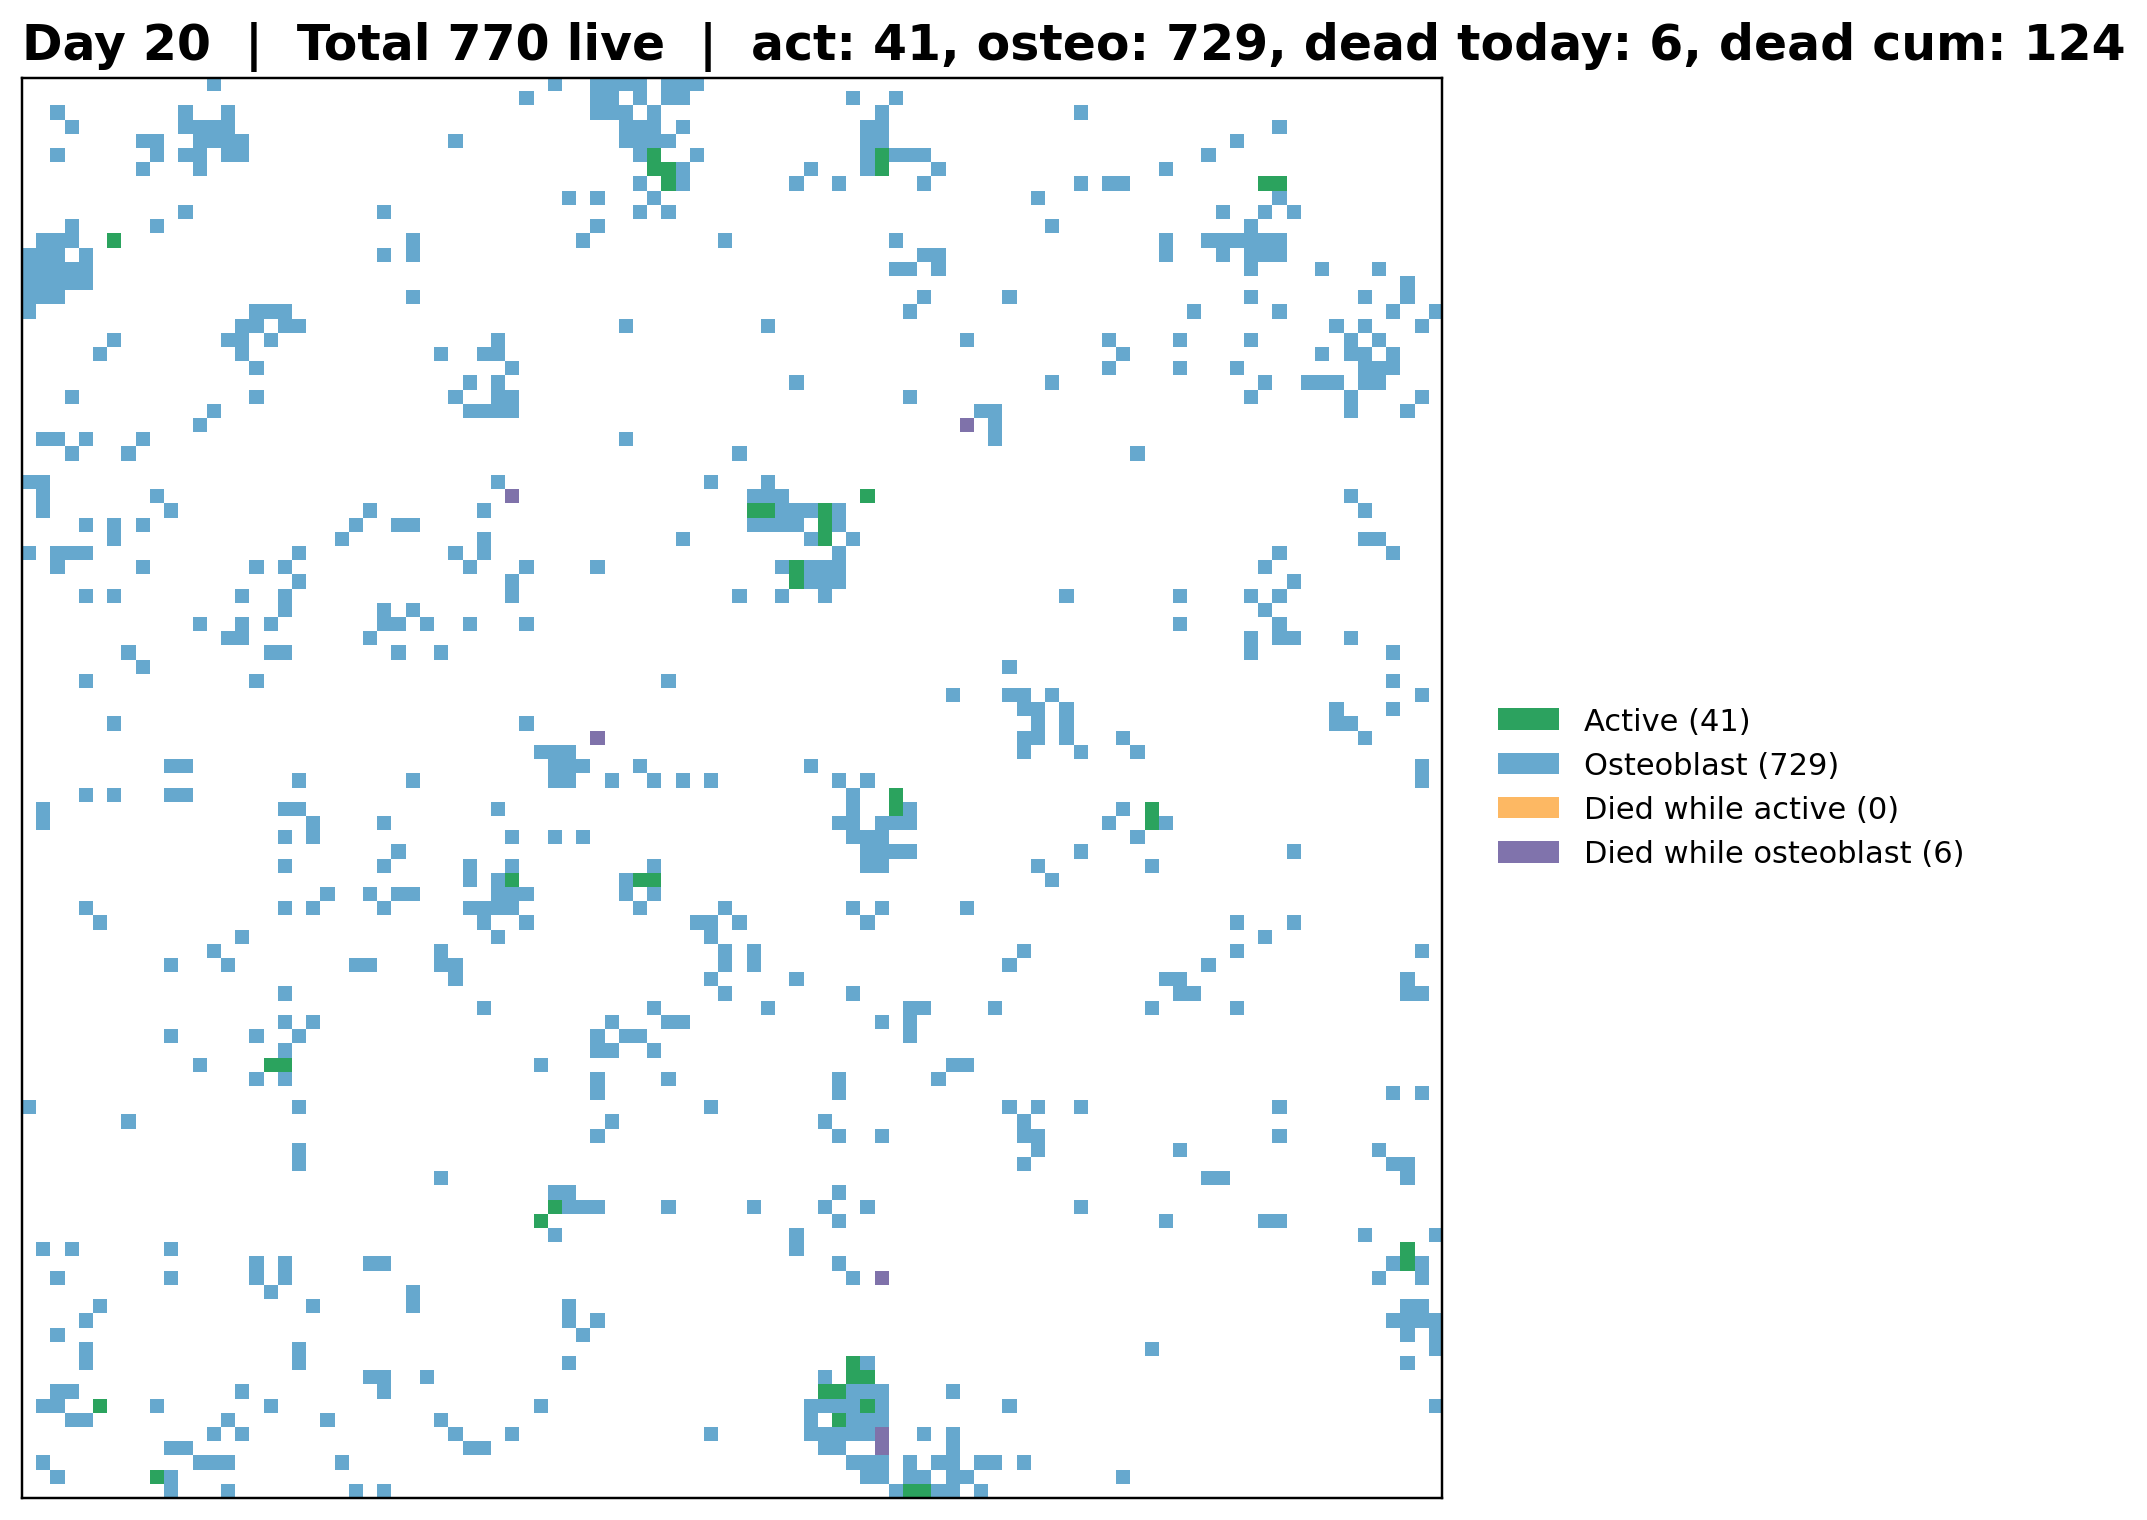 Day 20 | Total 770 live | act: 41, osteo: 729, dead today: 6, dead cum: 124
Active (41)
Osteoblast (729)
Died while active (0)
Died while osteoblast (6)